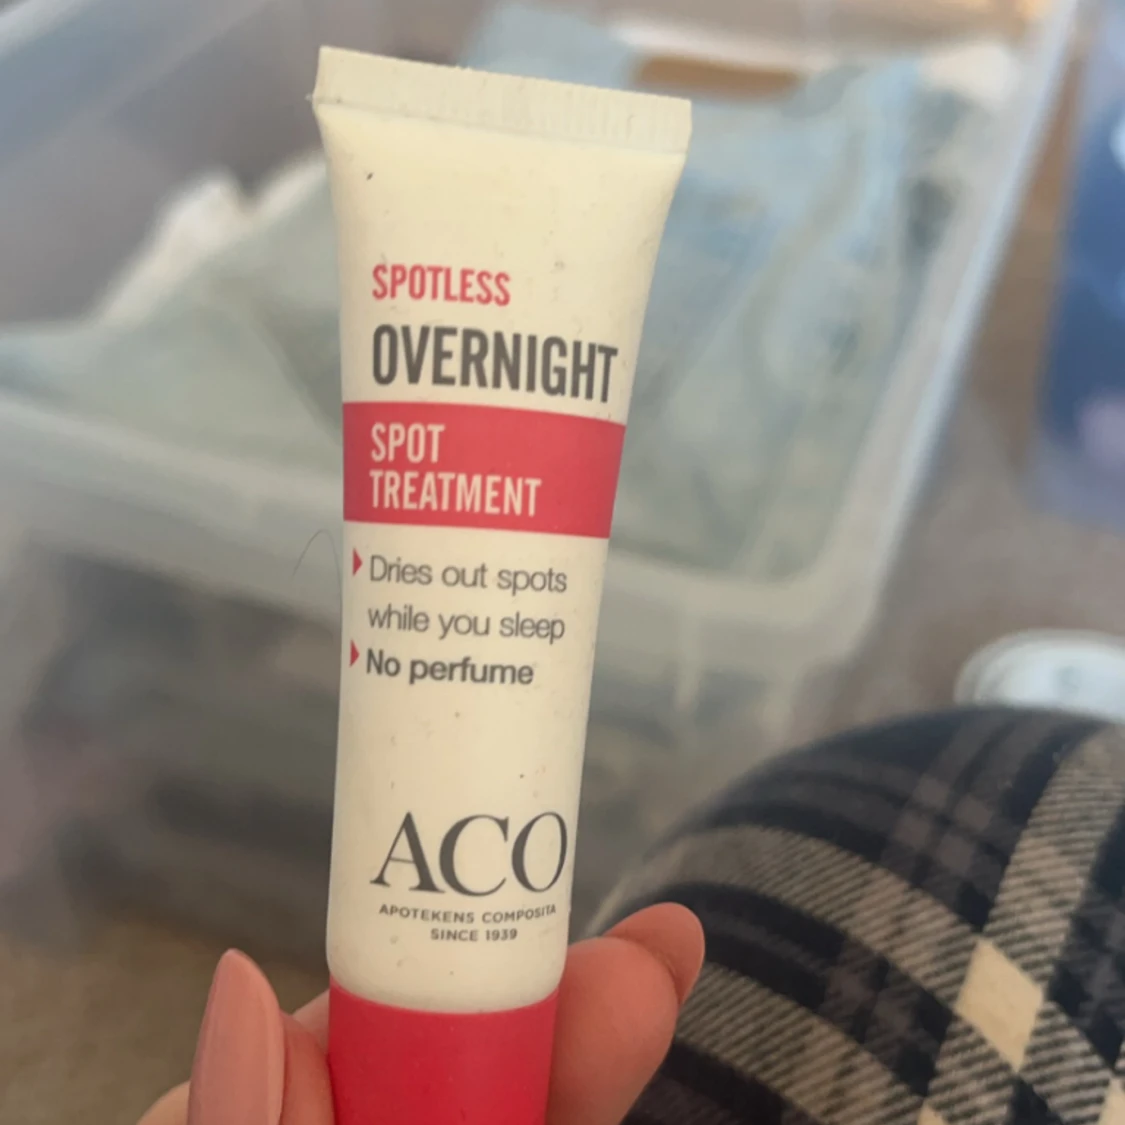 SPOTLESS
OVERNIGHT
SPOT
TREATMENT
Dries out spots
while you sleep
No perfume
ACO
APOTEKENS COMPOSITA
SINCE 1939